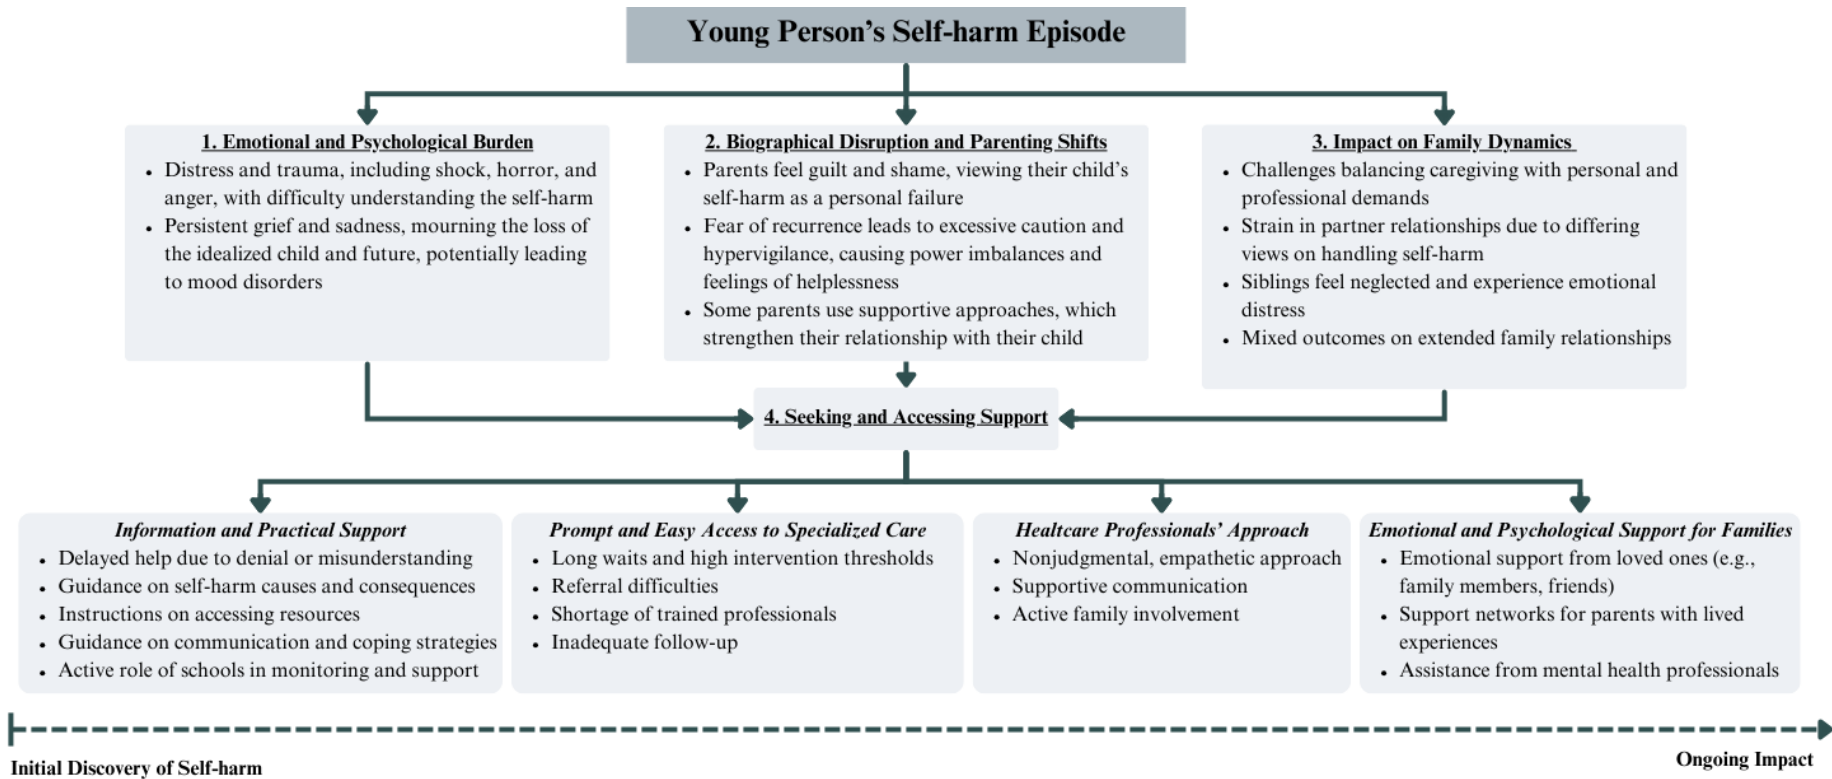 Young Person’s Self-harm Episode
1. Emotional and Psychological Burden
• Distress and trauma, including shock, horror, and
anger, with difficulty understanding the self-harm
• Persistent grief and sadness, mourning the loss of
the idealized child and future, potentially leading
to mood disorders
2. Biographical Disruption and Parenting Shifts
• Parents feel guilt and shame, viewing their child’s
self-harm as a personal failure
• Fear of recurrence leads to excessive caution and
hypervigilance, causing power imbalances and
feelings of helplessness
• Some parents use supportive approaches, which
strengthen their relationship with their child
3. Impact on Family Dynamics
• Challenges balancing caregiving with personal and
professional demands
• Strain in partner relationships due to differing
views on handling self-harm
• Siblings feel neglected and experience emotional
distress
• Mixed outcomes on extended family relationships
4. Seeking and Accessing Support
Information and Practical Support
• Delayed help due to denial or misunderstanding
• Guidance on self-harm causes and consequences
• Instructions on accessing resources
• Guidance on communication and coping strategies
• Active role of schools in monitoring and support
Prompt and Easy Access to Specialized Care
• Long waits and high intervention thresholds
• Referral difficulties
• Shortage of trained professionals
• Inadequate follow-up
Healtcare Professionals’ Approach
• Nonjudgmental, empathetic approach
• Supportive communication
• Active family involvement
Emotional and Psychological Support for Families
• Emotional support from loved ones (e.g.,
family members, friends)
• Support networks for parents with lived
experiences
• Assistance from mental health professionals
Initial Discovery of Self-harm
Ongoing Impact